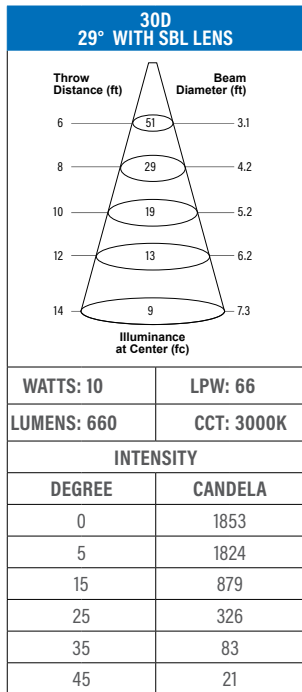 30D
29° WITH SBL LENS
Throw Distance (ft)
Beam Diameter (ft)
6 51 3.1
8 29 4.2
10 19 5.2
12 13 6.2
14 9 7.3
Illuminance
at Center (fc)
WATTS: 10 LPW: 66
LUMENS: 660 CCT: 3000K
INTENSITY
DEGREE CANDELA
0 1853
5 1824
15 879
25 326
35 83
45 21